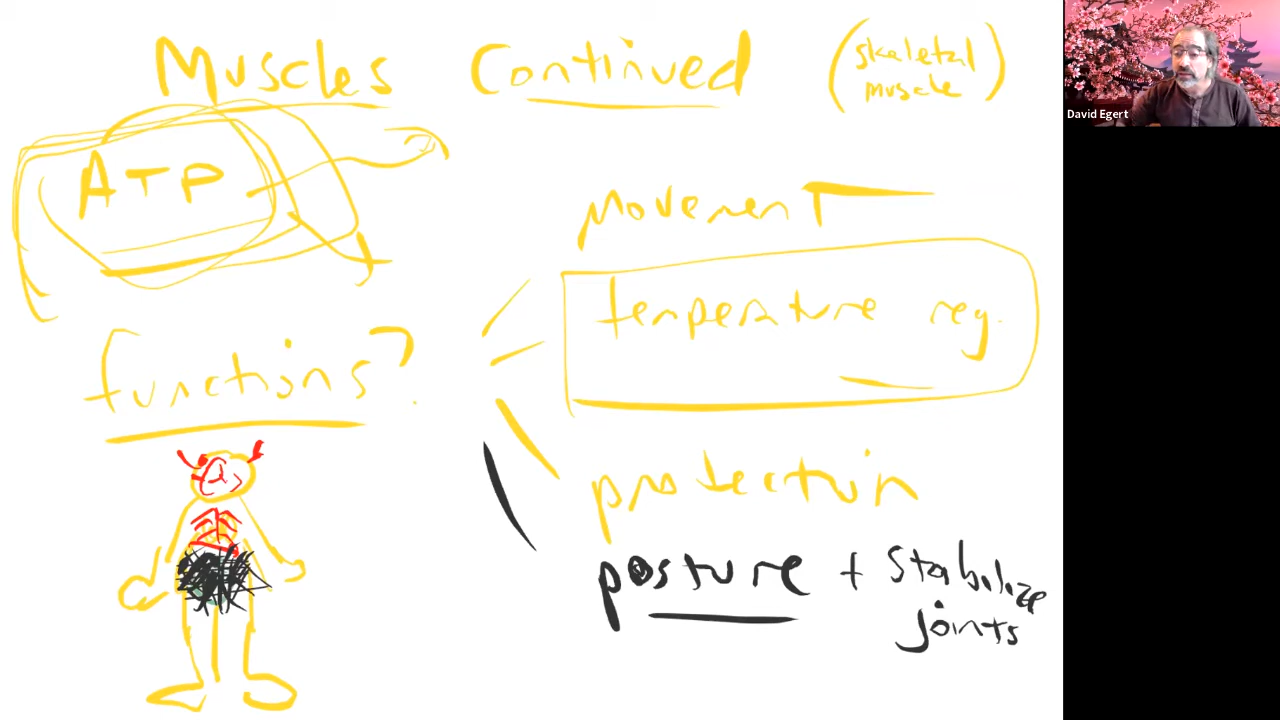 Muscles Continued (skeletal muscle)
ATP
movement
temperature reg.
functions?
protection
posture + stabilize joints
David Egert